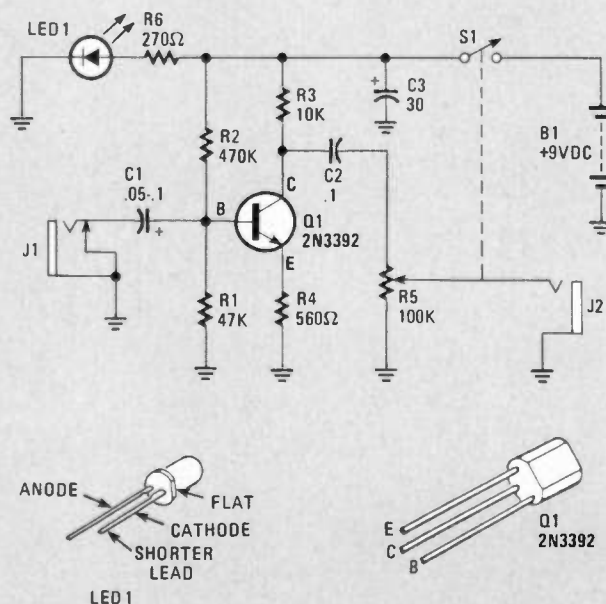 LED1
R6
270Ω
S1
R3
10K
C3
30
+
R2
470K
B1
+9VDC
C1
.05-.1
+
C2
.1
C
B
Q1
2N3392
E
J1
R1
47K
R4
560Ω
R5
100K
J2
ANODE
FLAT
CATHODE
SHORTER
LEAD
LED1
E
C
B
Q1
2N3392